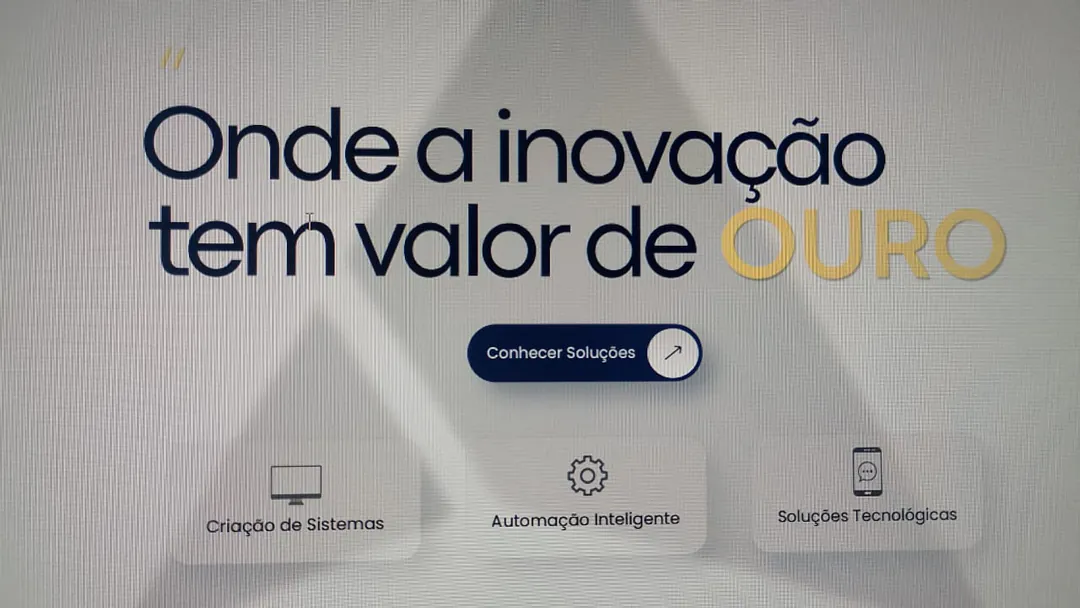 Onde a inovação
tem valor de OURO
Conhecer Soluções
Criação de Sistemas
Automação Inteligente
Soluções Tecnológicas